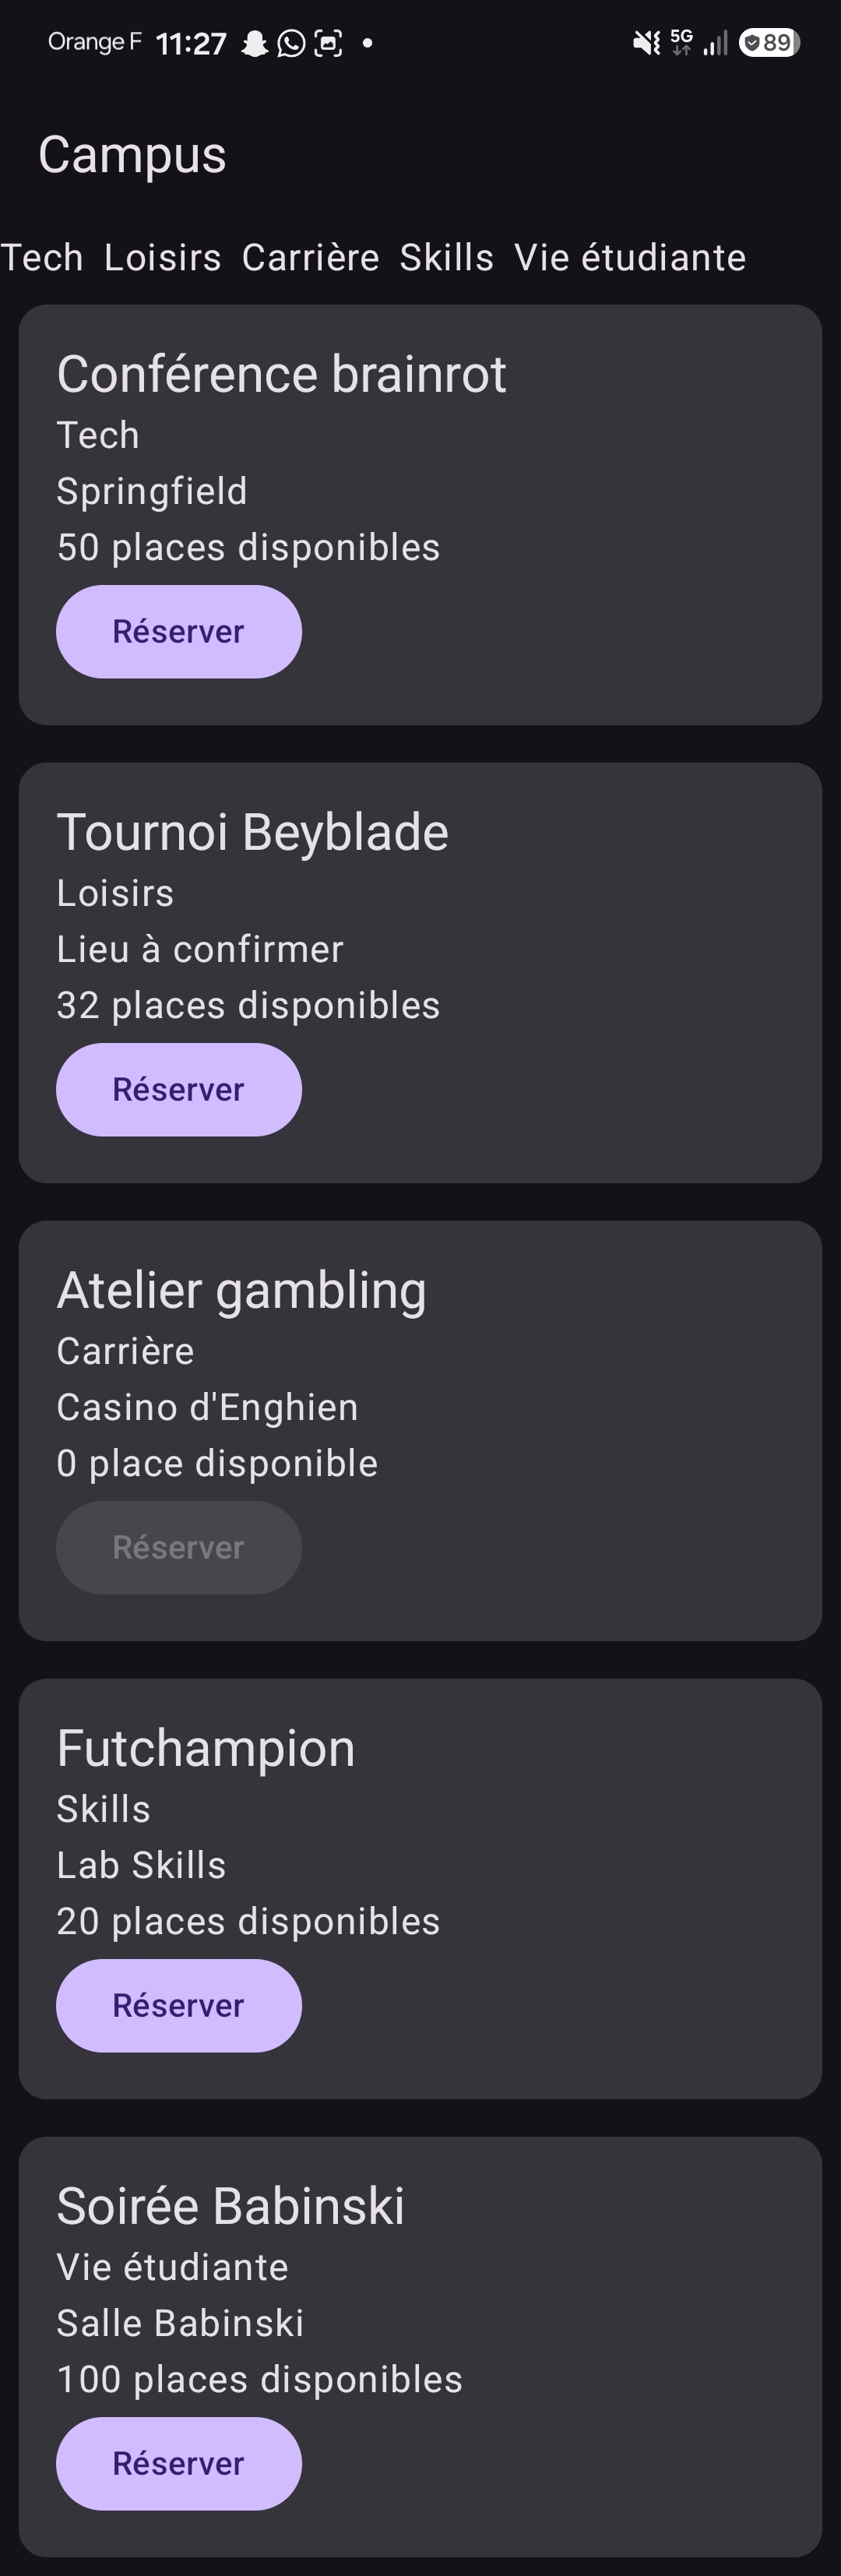 Orange F 11:27 5G 89
Campus
Tech Loisirs Carrière Skills Vie étudiante
Conférence brainrot
Tech
Springfield
50 places disponibles
Réserver
Tournoi Beyblade
Loisirs
Lieu à confirmer
32 places disponibles
Réserver
Atelier gambling
Carrière
Casino d'Enghien
0 place disponible
Réserver
Futchampion
Skills
Lab Skills
20 places disponibles
Réserver
Soirée Babinski
Vie étudiante
Salle Babinski
100 places disponibles
Réserver